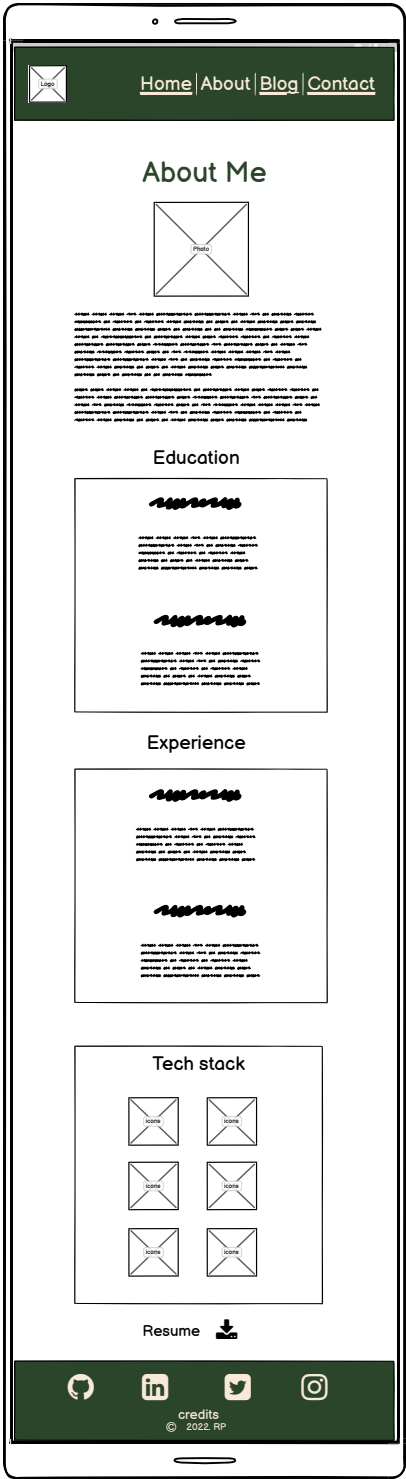 Logo
Home About Blog Contact
About Me
Photo
Education
Experience
Tech stack
icons icons
icons icons
icons icons
Resume
in
credits
© 2022. RP